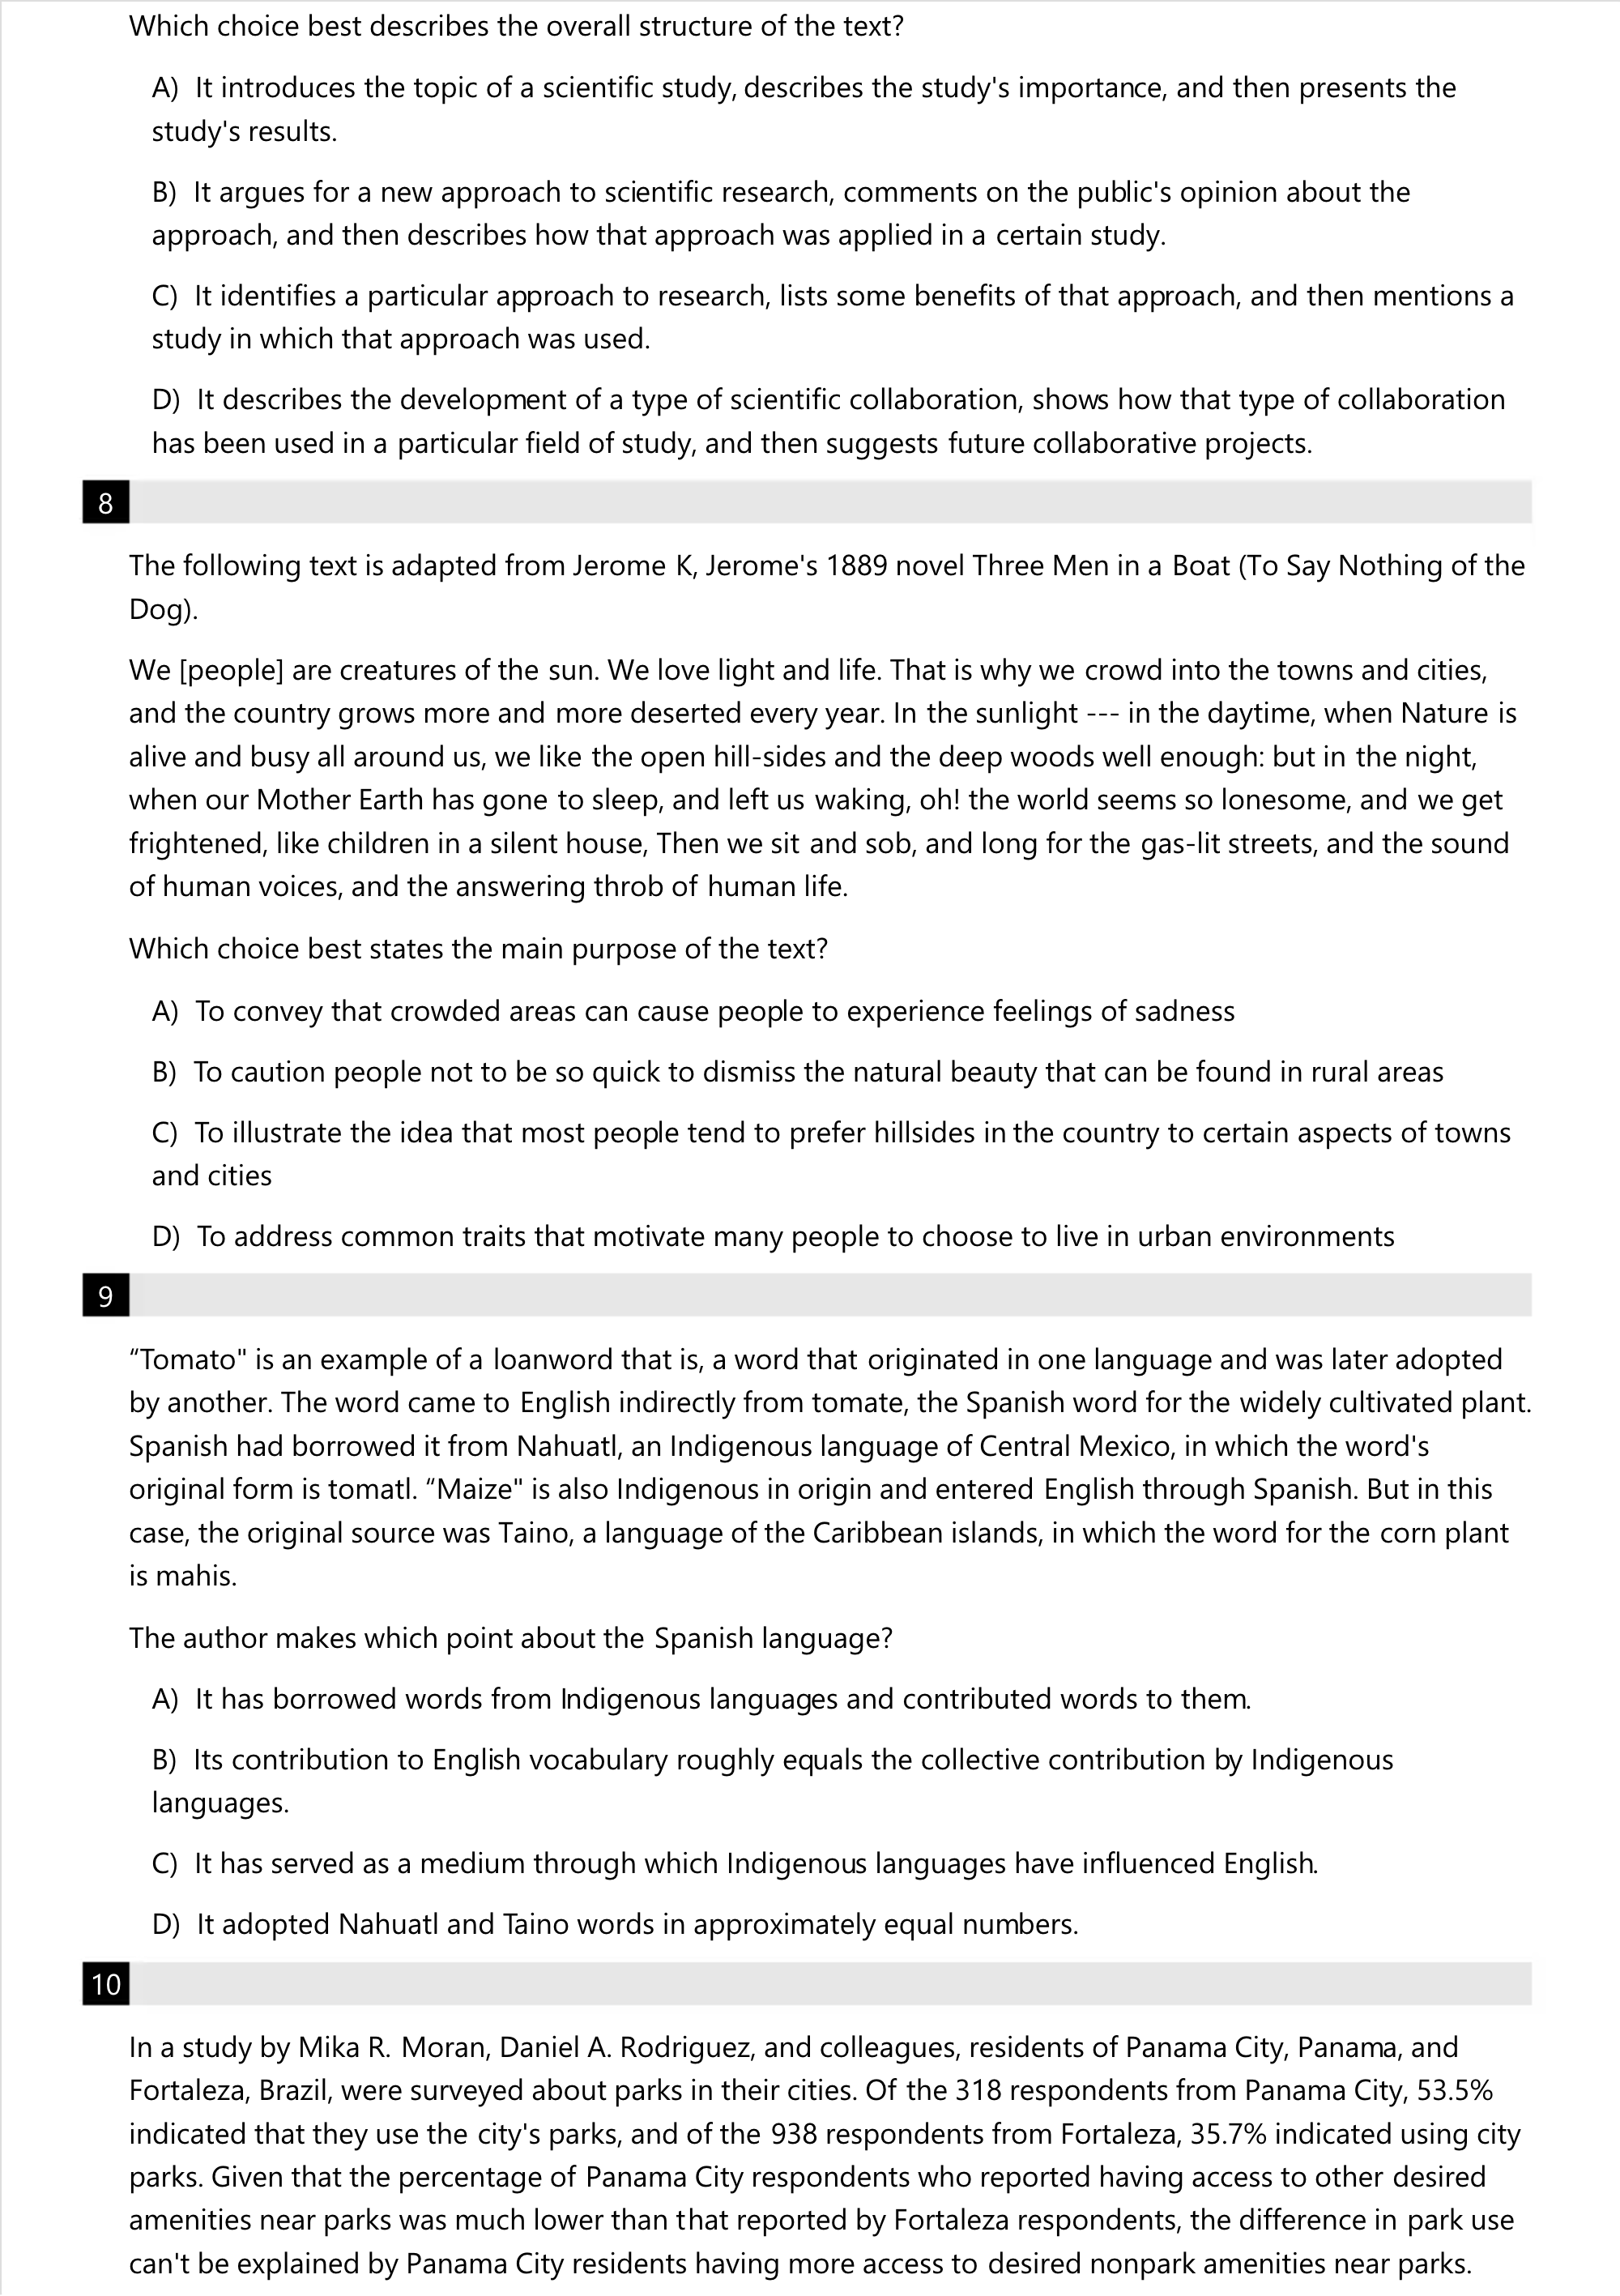 Which choice best describes the overall structure of the text?
A) It introduces the topic of a scientific study, describes the study's importance, and then presents the
study's results.
B) It argues for a new approach to scientific research, comments on the public's opinion about the
approach, and then describes how that approach was applied in a certain study.
C) It identifies a particular approach to research, lists some benefits of that approach, and then mentions a
study in which that approach was used.
D) It describes the development of a type of scientific collaboration, shows how that type of collaboration
has been used in a particular field of study, and then suggests future collaborative projects.
8
The following text is adapted from Jerome K, Jerome's 1889 novel Three Men in a Boat (To Say Nothing of the
Dog).
We [people] are creatures of the sun. We love light and life. That is why we crowd into the towns and cities,
and the country grows more and more deserted every year. In the sunlight --- in the daytime, when Nature is
alive and busy all around us, we like the open hill-sides and the deep woods well enough: but in the night,
when our Mother Earth has gone to sleep, and left us waking, oh! the world seems so lonesome, and we get
frightened, like children in a silent house, Then we sit and sob, and long for the gas-lit streets, and the sound
of human voices, and the answering throb of human life.
Which choice best states the main purpose of the text?
A) To convey that crowded areas can cause people to experience feelings of sadness
B) To caution people not to be so quick to dismiss the natural beauty that can be found in rural areas
C) To illustrate the idea that most people tend to prefer hillsides in the country to certain aspects of towns
and cities
D) To address common traits that motivate many people to choose to live in urban environments
9
“Tomato" is an example of a loanword that is, a word that originated in one language and was later adopted
by another. The word came to English indirectly from tomate, the Spanish word for the widely cultivated plant.
Spanish had borrowed it from Nahuatl, an Indigenous language of Central Mexico, in which the word's
original form is tomatl. “Maize" is also Indigenous in origin and entered English through Spanish. But in this
case, the original source was Taino, a language of the Caribbean islands, in which the word for the corn plant
is mahis.
The author makes which point about the Spanish language?
A) It has borrowed words from Indigenous languages and contributed words to them.
B) Its contribution to English vocabulary roughly equals the collective contribution by Indigenous
languages.
C) It has served as a medium through which Indigenous languages have influenced English.
D) It adopted Nahuatl and Taino words in approximately equal numbers.
10
In a study by Mika R. Moran, Daniel A. Rodriguez, and colleagues, residents of Panama City, Panama, and
Fortaleza, Brazil, were surveyed about parks in their cities. Of the 318 respondents from Panama City, 53.5%
indicated that they use the city's parks, and of the 938 respondents from Fortaleza, 35.7% indicated using city
parks. Given that the percentage of Panama City respondents who reported having access to other desired
amenities near parks was much lower than that reported by Fortaleza respondents, the difference in park use
can't be explained by Panama City residents having more access to desired nonpark amenities near parks.